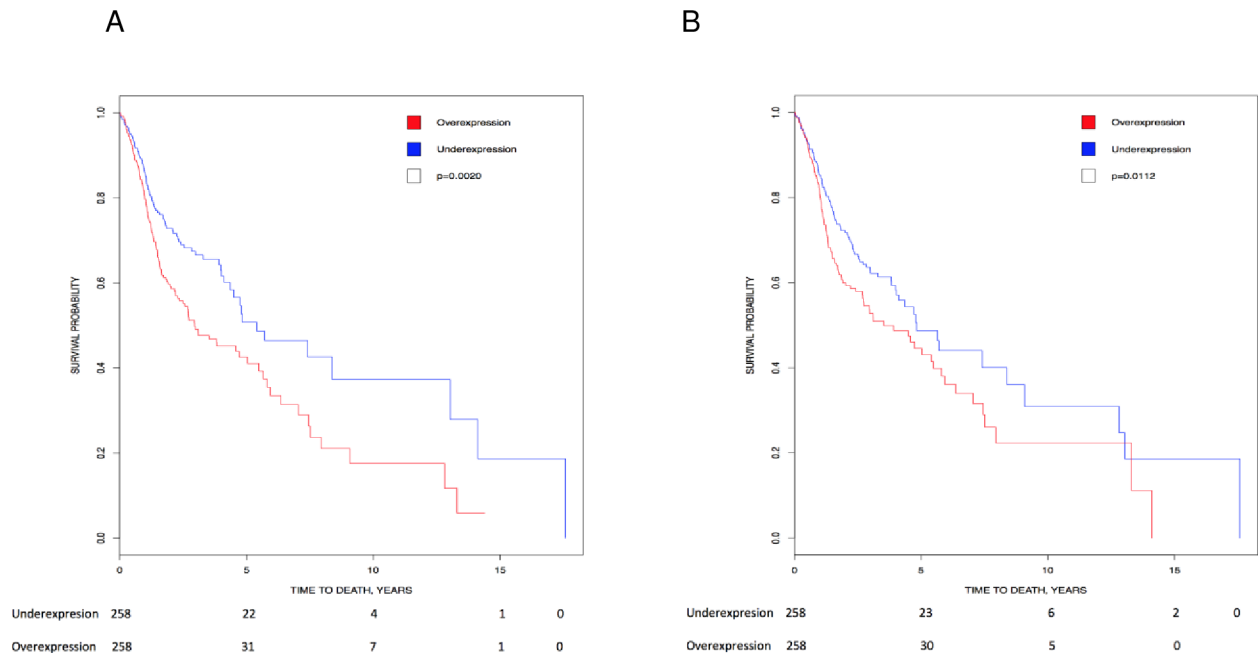 A
B
1.0
0.8
0.6
0.4
0.2
0.0
SURVIVAL PROBABILITY
Overexpression
Underexpression
p=0.0020
0 5 10 15
TIME TO DEATH, YEARS
Underexpresion 258 22 4 1 0
Overexpression 258 31 7 1 0
1.0
0.8
0.6
0.4
0.2
0.0
SURVIVAL PROBABILITY
Overexpression
Underexpression
p=0.0112
0 5 10 15
TIME TO DEATH, YEARS
Underexpresion 258 23 6 2 0
Overexpression 258 30 5 0